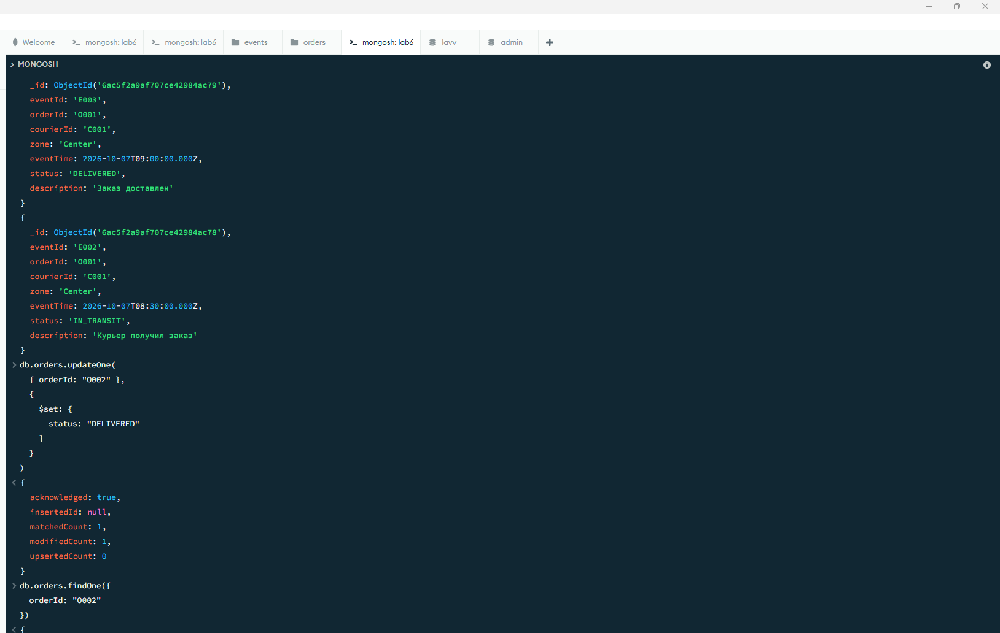 Welcome
mongosh: lab6
mongosh: lab6
events
orders
mongosh: lab6
lavv
admin
>_MONGOSH
_id: ObjectId('6ac5f2a9af707ce42984ac79'),
eventId: 'E003',
orderId: 'O001',
courierId: 'C001',
zone: 'Center',
eventTime: 2026-10-07T09:00:00.000Z,
status: 'DELIVERED',
description: 'Заказ доставлен'
}
{
_id: ObjectId('6ac5f2a9af707ce42984ac78'),
eventId: 'E002',
orderId: 'O001',
courierId: 'C001',
zone: 'Center',
eventTime: 2026-10-07T08:30:00.000Z,
status: 'IN_TRANSIT',
description: 'Курьер получил заказ'
}
> db.orders.updateOne(
{ orderId: "O002" },
{
$set: {
status: "DELIVERED"
}
}
)
< {
acknowledged: true,
insertedId: null,
matchedCount: 1,
modifiedCount: 1,
upsertedCount: 0
}
> db.orders.findOne({
orderId: "O002"
})
< {